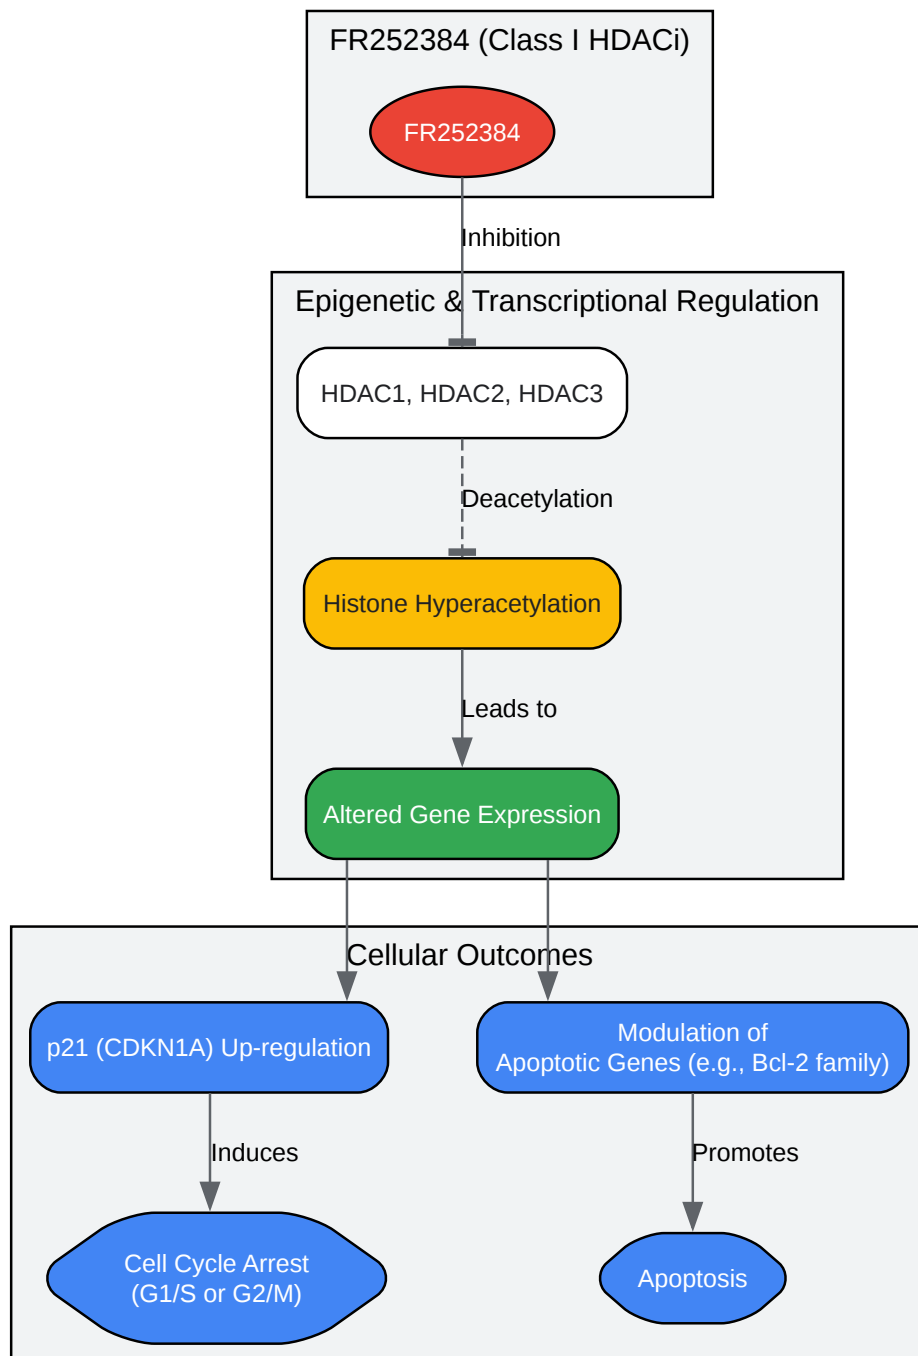 FR252384 (Class I HDACi)
FR252384
Inhibition
Epigenetic & Transcriptional Regulation
HDAC1, HDAC2, HDAC3
Deacetylation
Histone Hyperacetylation
Leads to
Altered Gene Expression
Cellular Outcomes
p21 (CDKN1A) Up-regulation
Modulation of
Apoptotic Genes (e.g., Bcl-2 family)
Induces
Promotes
Cell Cycle Arrest
(G1/S or G2/M)
Apoptosis